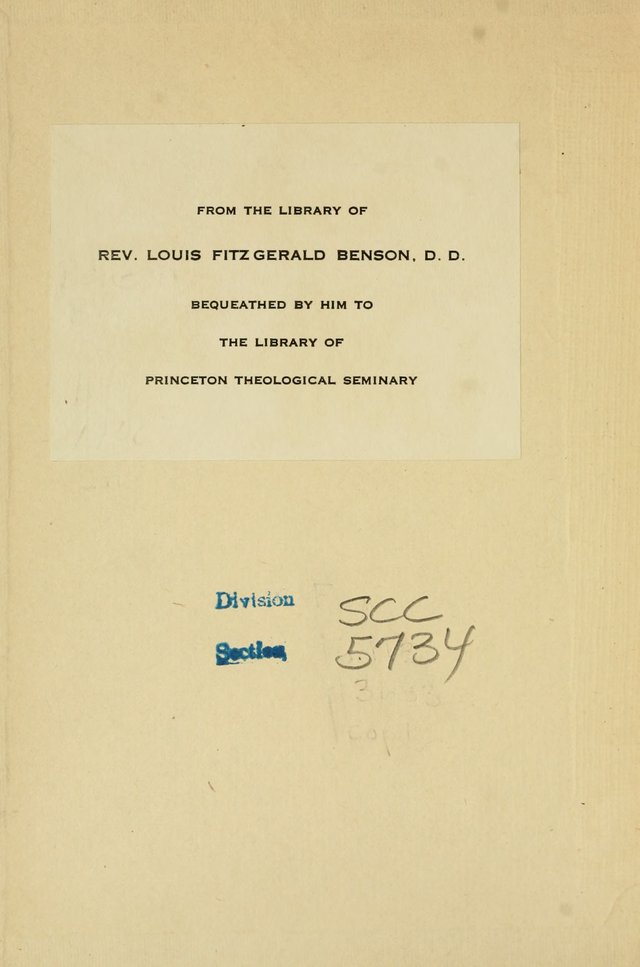 FROM THE LIBRARY OF
REV. LOUIS FITZGERALD BENSON, D. D.
BEQUEATHED BY HIM TO
THE LIBRARY OF
PRINCETON THEOLOGICAL SEMINARY
Division
SCC
Section
5734